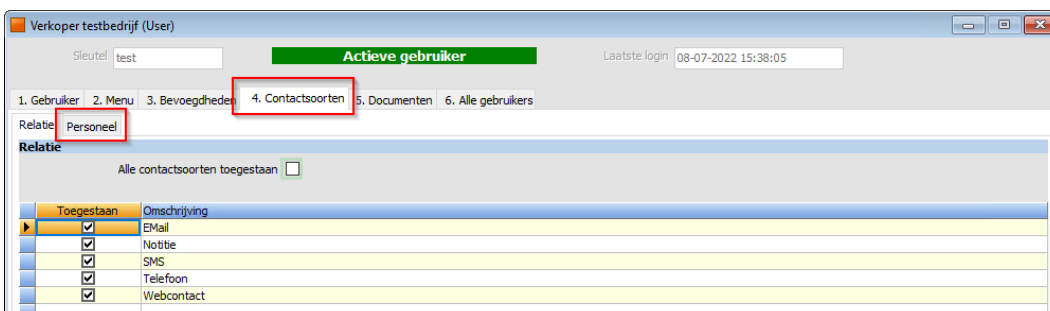 Verkoper testbedrijf (User)
Sleutel test Actieve gebruiker Laatste login 08-07-2022 15:38:05
1. Gebruiker 2. Menu 3. Bevoegdheden 4. Contactsoorten 5. Documenten 6. Alle gebruikers
Relatie Personeel
Relatie
Alle contactsoorten toegestaan
Toegestaan Omschrijving
EMail
Notitie
SMS
Telefoon
Webcontact